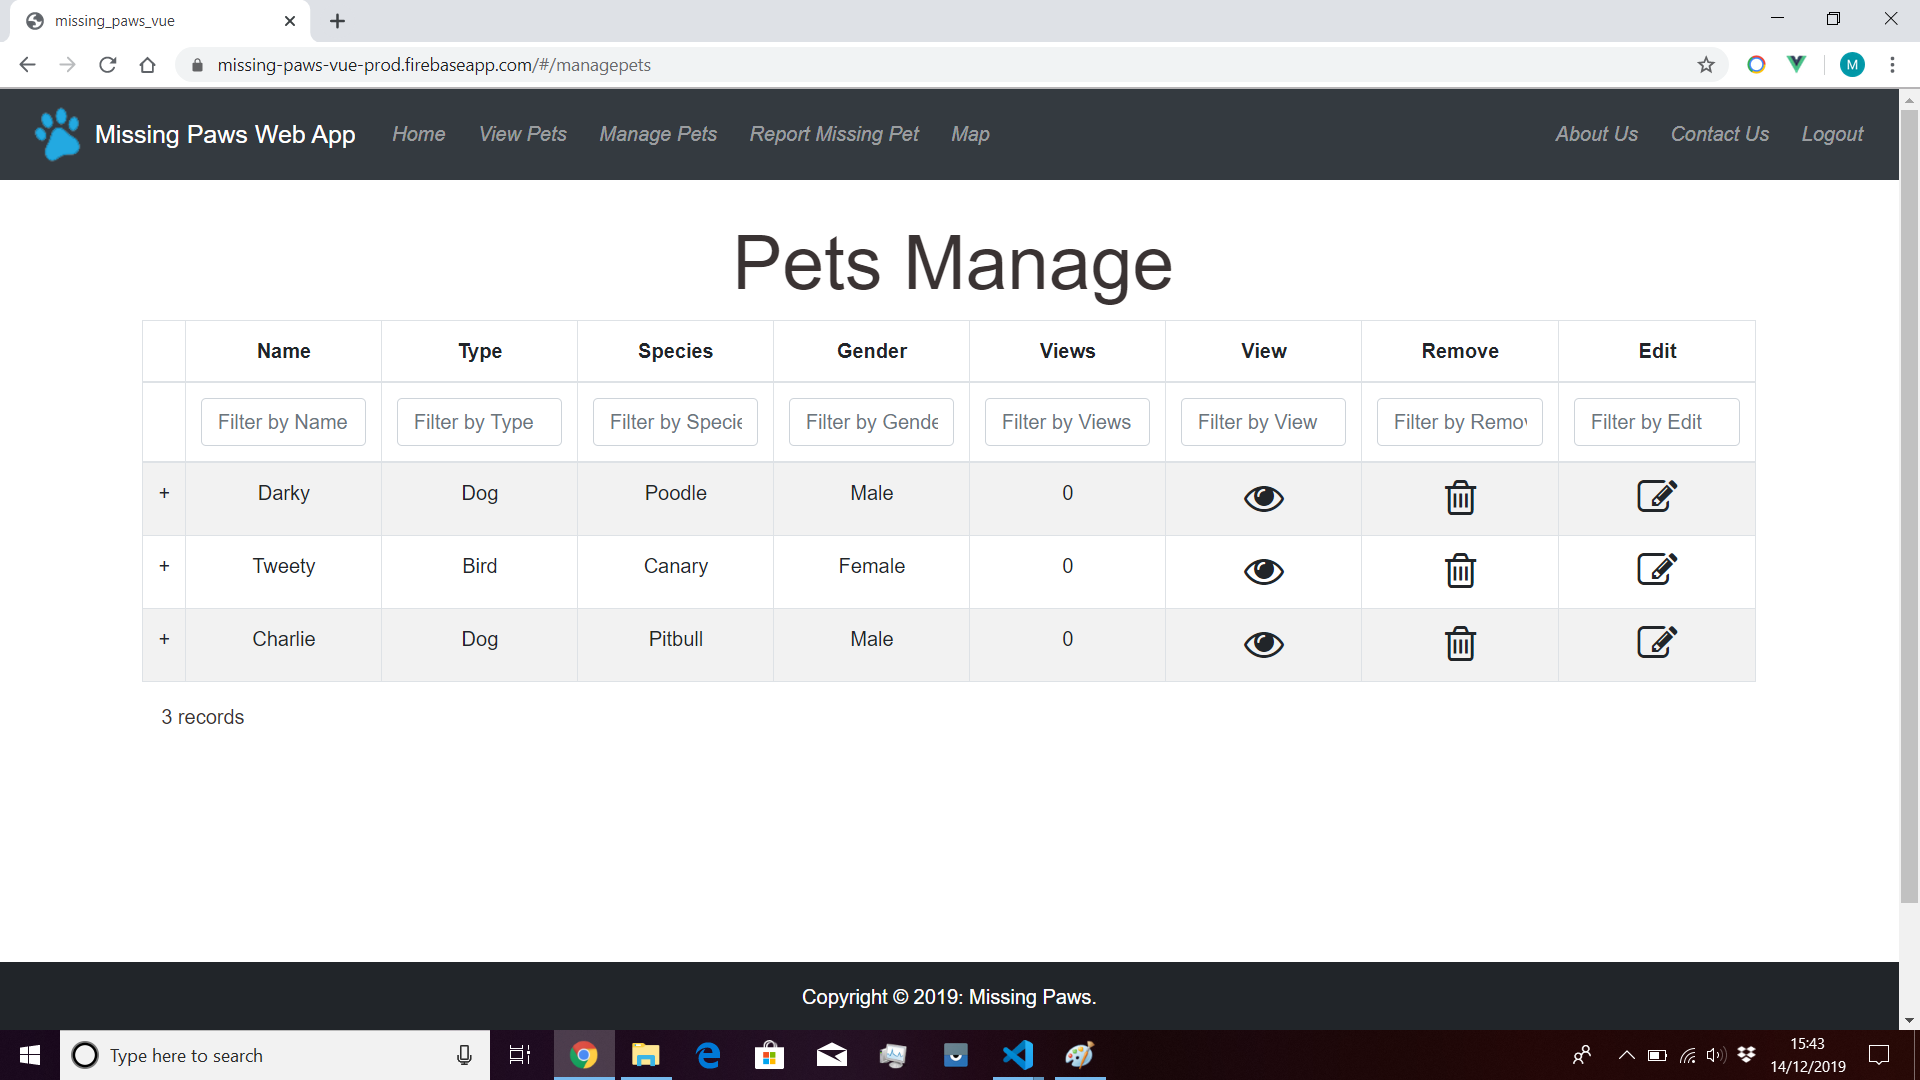 missing_paws_vue
missing-paws-vue-prod.firebaseapp.com/#/managepets
M
Missing Paws Web App Home View Pets Manage Pets Report Missing Pet Map About Us Contact Us Logout
Pets Manage
Name Type Species Gender Views View Remove Edit
Filter by Name Filter by Type Filter by Specie Filter by Gende Filter by Views Filter by View Filter by Remov Filter by Edit
+ Darky Dog Poodle Male 0
+ Tweety Bird Canary Female 0
+ Charlie Dog Pitbull Male 0
3 records
Copyright © 2019: Missing Paws.
Type here to search
15:43
14/12/2019